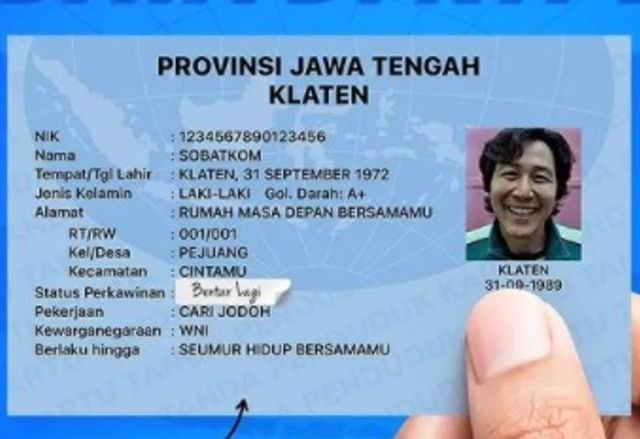 PROVINSI JAWA TENGAH
KLATEN
NIK : 1234567890123456
Nama : SOBATKOM
Tempat/Tgl Lahir : KLATEN, 31 SEPTEMBER 1972
Jenis Kelamin : LAKI-LAKI Gol. Darah: A+
Alamat : RUMAH MASA DEPAN BERSAMAMU
RT/RW : 001/001
Kel/Desa : PEJUANG
Kecamatan : CINTAMU
Status Perkawinan : Bentar Lagi
Pekerjaan : CARI JODOH
Kewarganegaraan : WNI
Berlaku hingga : SEUMUR HIDUP BERSAMAMU
KLATEN
31-09-1989